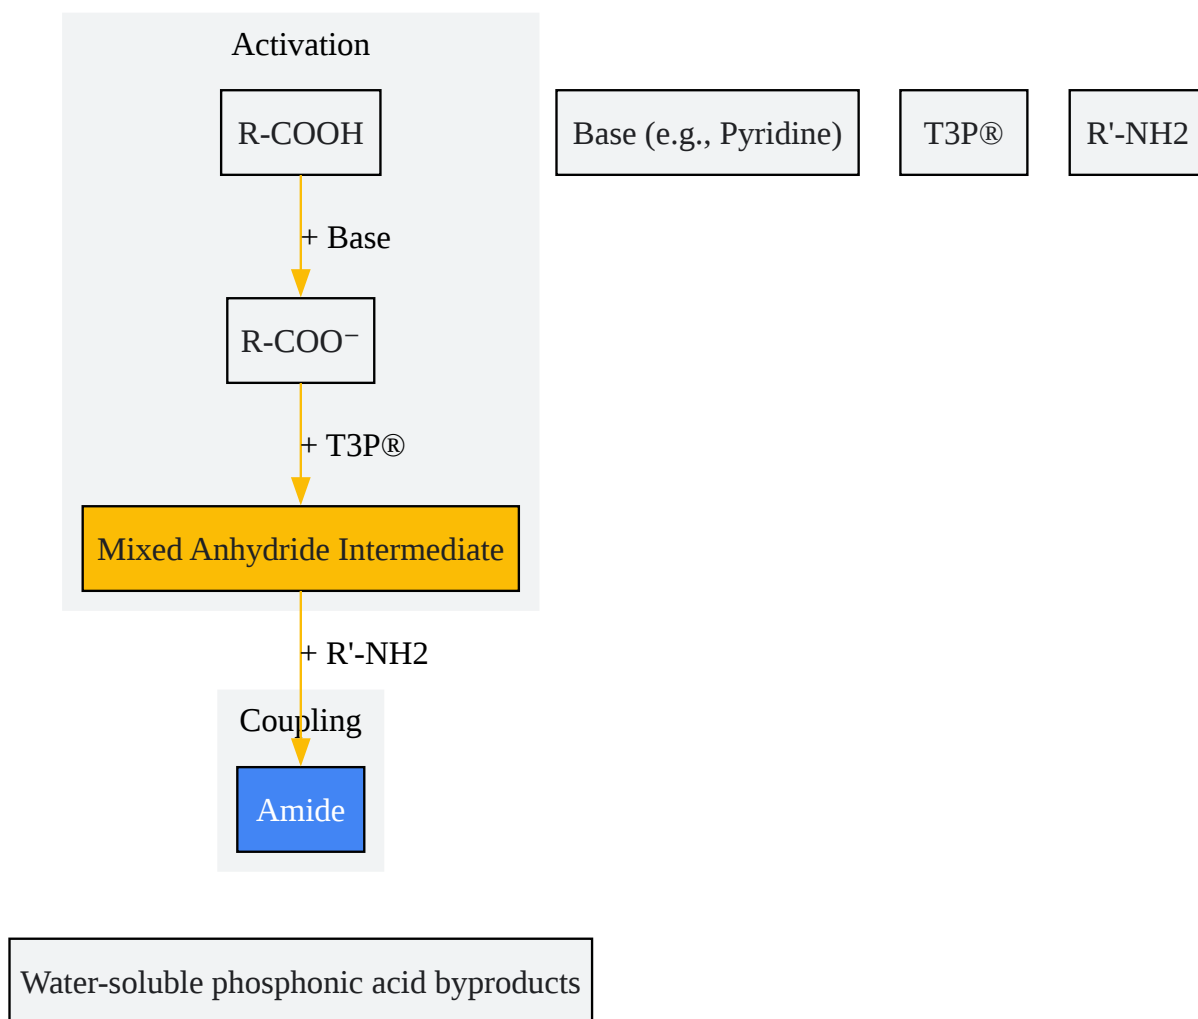 Activation
R-COOH
Base (e.g., Pyridine)
T3P®
R'-NH2
+ Base
R-COO⁻
+ T3P®
Mixed Anhydride Intermediate
+ R'-NH2
Coupling
Amide
Water-soluble phosphonic acid byproducts